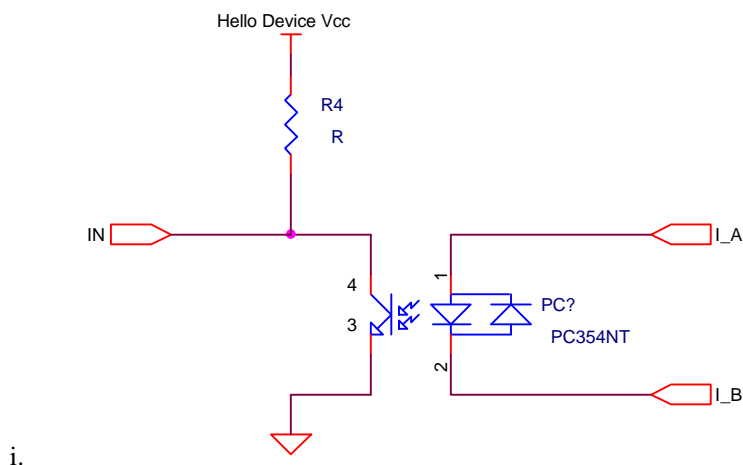 Hello Device Vcc
R4
R
IN
I_A
4
1
PC?
3
PC354NT
2
I_B
i.